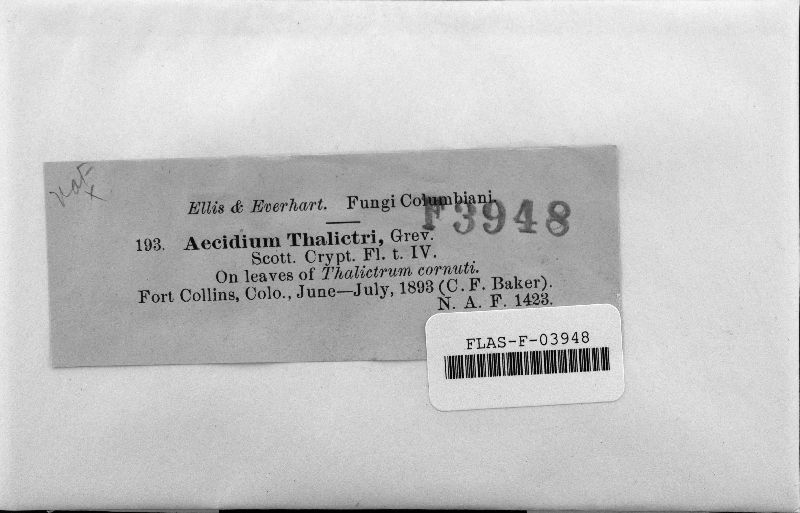 Ellis & Everhart. Fungi Columbiani.
F3948
193. Aecidium Thalictri, Grev.
Scott. Crypt. Fl. t. IV.
On leaves of Thalictrum cornuti.
Fort Collins, Colo., June—July, 1893 (C. F. Baker).
N. A. F. 1423.
FLAS-F-03948